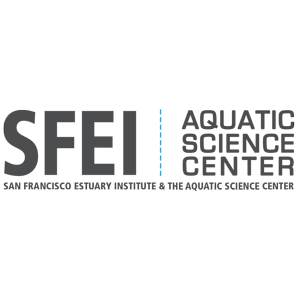 SFEI
AQUATIC
SCIENCE
CENTER
SAN FRANCISCO ESTUARY INSTITUTE & THE AQUATIC SCIENCE CENTER